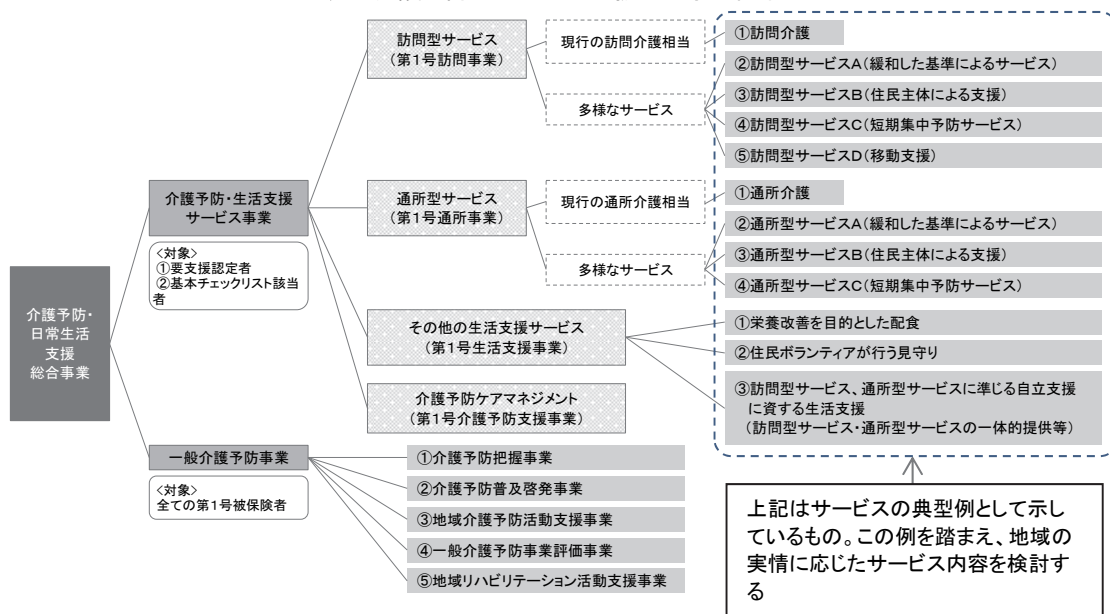 介護予防・
日常生活
支援
総合事業
介護予防・生活支援
サービス事業
<対象>
①要支援認定者
②基本チェックリスト該当
者
訪問型サービス
(第1号訪問事業)
現行の訪問介護相当
①訪問介護
多様なサービス
②訪問型サービスA(緩和した基準によるサービス)
③訪問型サービスB(住民主体による支援)
④訪問型サービスC(短期集中予防サービス)
⑤訪問型サービスD(移動支援)
通所型サービス
(第1号通所事業)
現行の通所介護相当
①通所介護
多様なサービス
②通所型サービスA(緩和した基準によるサービス)
③通所型サービスB(住民主体による支援)
④通所型サービスC(短期集中予防サービス)
その他の生活支援サービス
(第1号生活支援事業)
①栄養改善を目的とした配食
②住民ボランティアが行う見守り
③訪問型サービス、通所型サービスに準じる自立支援
に資する生活支援
(訪問型サービス・通所型サービスの一体的提供等)
介護予防ケアマネジメント
(第1号介護予防支援事業)
一般介護予防事業
<対象>
全ての第1号被保険者
①介護予防把握事業
②介護予防普及啓発事業
③地域介護予防活動支援事業
④一般介護予防事業評価事業
⑤地域リハビリテーション活動支援事業
上記はサービスの典型例として示し
ているもの。この例を踏まえ、地域の
実情に応じたサービス内容を検討す
る